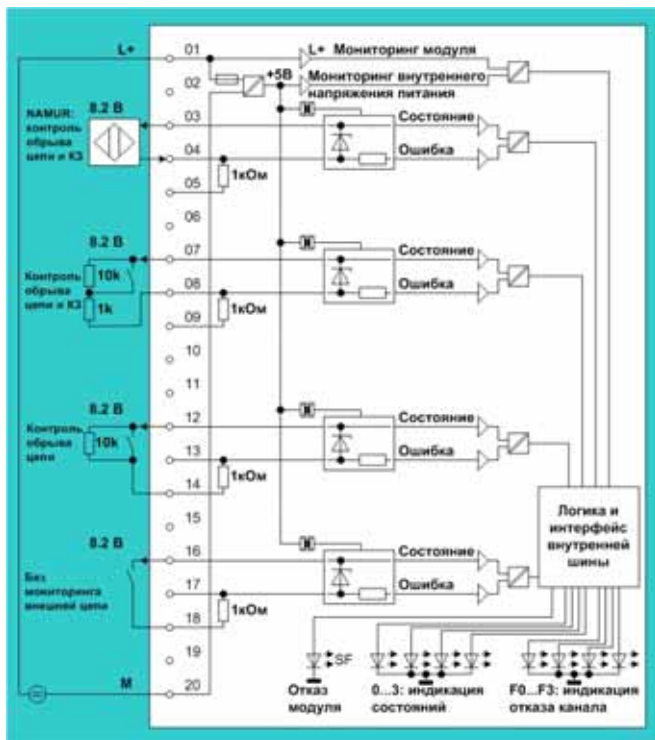 L+
01
L+ Мониторинг модуля
02
+5В
Мониторинг внутреннего
напряжения питания
NAMUR:
контроль
обрыва
цепи и КЗ
8.2 В
03
Состояние
04
Ошибка
05
1кОм
06
8.2 В
07
Состояние
Контроль
обрыва
цепи и КЗ
10k
1k
08
Ошибка
09
1кОм
10
11
8.2 В
12
Состояние
Контроль
обрыва
цепи
10k
13
Ошибка
14
1кОм
15
Логика и
интерфейс
внутренней
шины
8.2 В
16
Состояние
Без
мониторинга
внешней цепи
17
Ошибка
18
1кОм
19
SF
M
20
Отказ
модуля
0...3: индикация
состояний
F0...F3: индикация
отказа канала